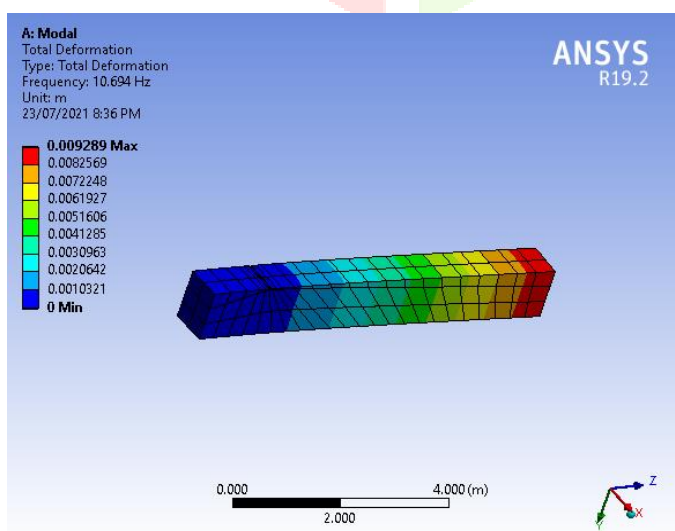 A: Modal
Total Deformation
Type: Total Deformation
Frequency: 10.694 Hz
Unit: m
23/07/2021 8:36 PM
ANSYS
R19.2
0.009289 Max
0.0082569
0.0072248
0.0061927
0.0051606
0.0041285
0.0030963
0.0020642
0.0010321
0 Min
0.000
4.000 (m)
2.000
Z
X
Y